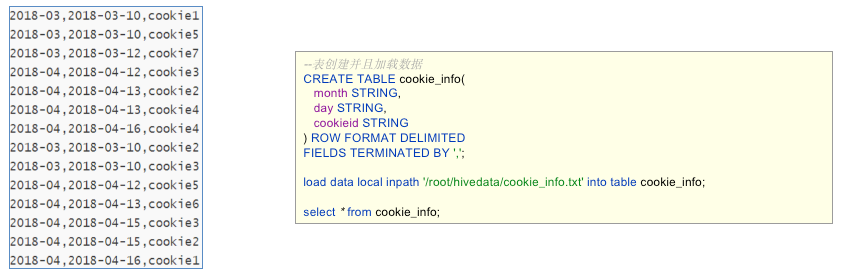 2018-03,2018-03-10,cookie1
2018-03,2018-03-10,cookie5
2018-03,2018-03-12,cookie7
2018-04,2018-04-12,cookie3
2018-04,2018-04-13,cookie2
2018-04,2018-04-13,cookie4
2018-04,2018-04-16,cookie4
2018-03,2018-03-10,cookie2
2018-03,2018-03-10,cookie3
2018-04,2018-04-12,cookie5
2018-04,2018-04-13,cookie6
2018-04,2018-04-15,cookie3
2018-04,2018-04-15,cookie2
2018-04,2018-04-16,cookie1
--表创建并且加载数据
CREATE TABLE cookie_info(
month STRING,
day STRING,
cookieid STRING
) ROW FORMAT DELIMITED
FIELDS TERMINATED BY ',';
load data local inpath '/root/hivedata/cookie_info.txt' into table cookie_info;
select * from cookie_info;